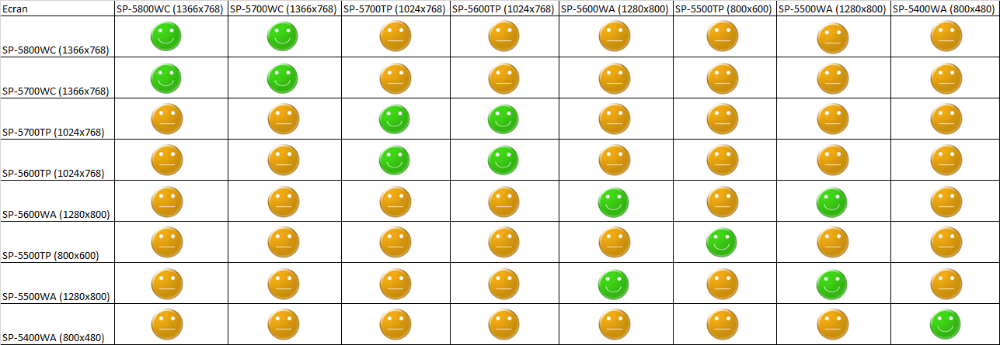 Ecran SP-5800WC (1366x768) SP-5700WC (1366x768) SP-5700TP (1024x768) SP-5600TP (1024x768) SP-5600WA (1280x800) SP-5500TP (800x600) SP-5500WA (1280x800) SP-5400WA (800x480)
SP-5800WC (1366x768)
SP-5700WC (1366x768)
SP-5700TP (1024x768)
SP-5600TP (1024x768)
SP-5600WA (1280x800)
SP-5500TP (800x600)
SP-5500WA (1280x800)
SP-5400WA (800x480)